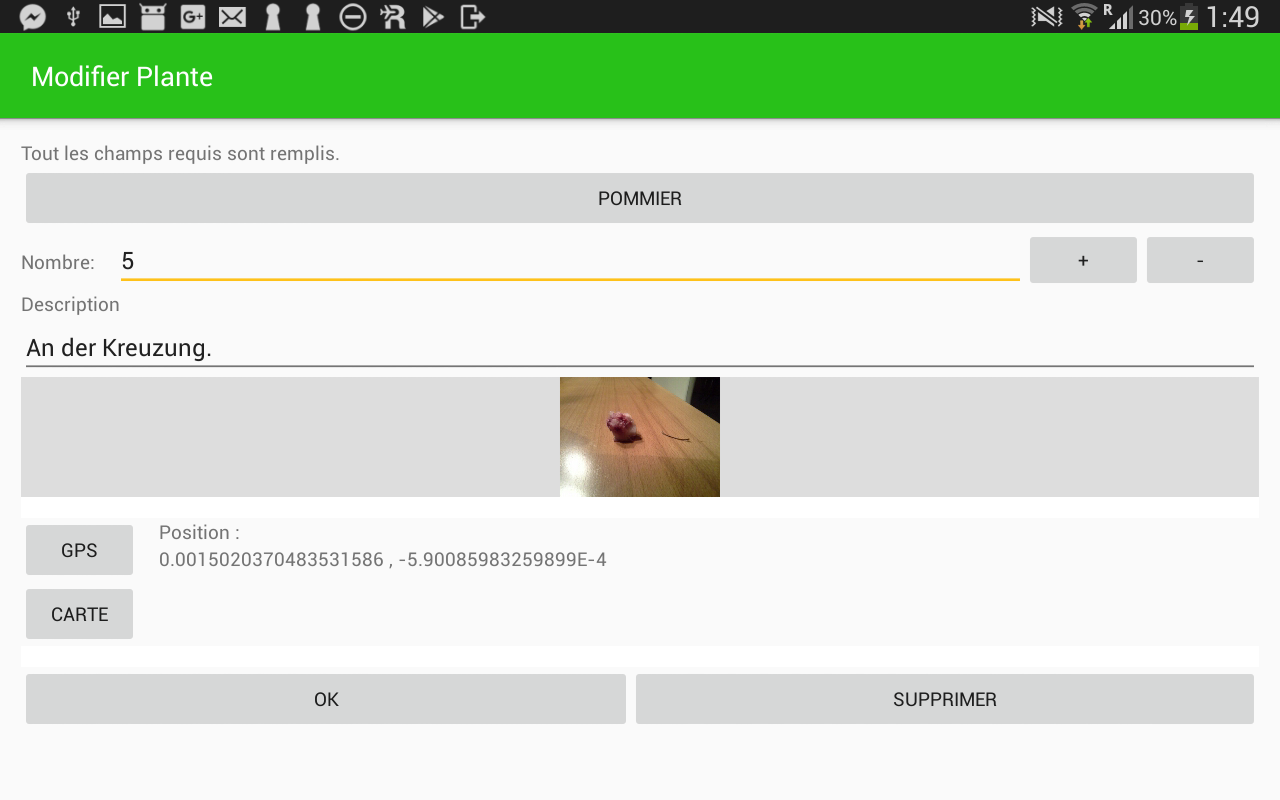 R 30% 1:49
Modifier Plante
Tout les champs requis sont remplis.
POMMIER
Nombre: 5 + -
Description
An der Kreuzung.
GPS
Position :
0.0015020370483531586 , -5.90085983259899E-4
CARTE
OK SUPPRIMER